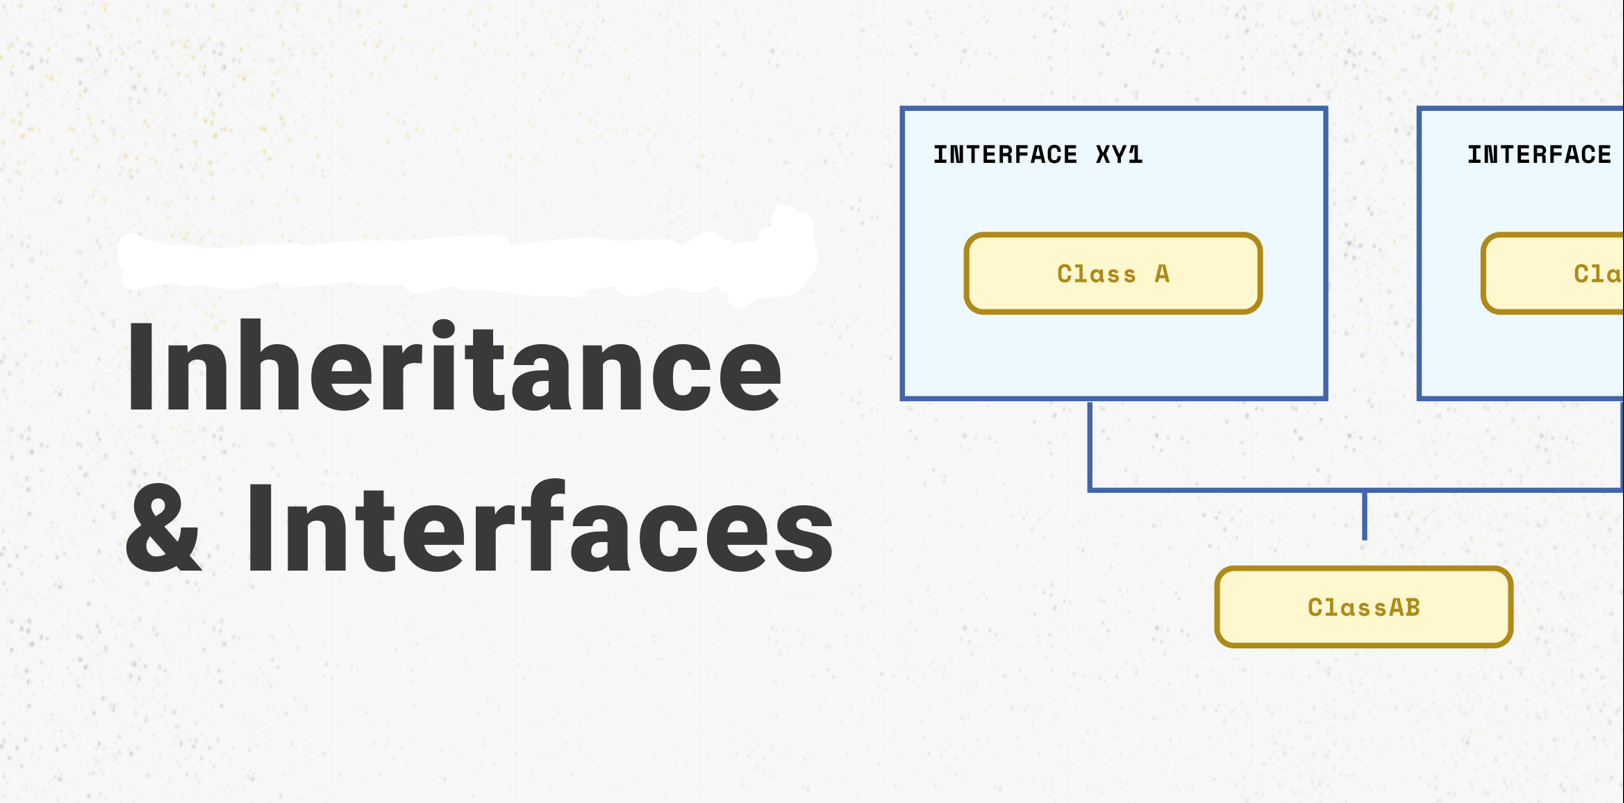 Inheritance
& Interfaces
INTERFACE XY1
Class A
INTERFACE
ClassAB